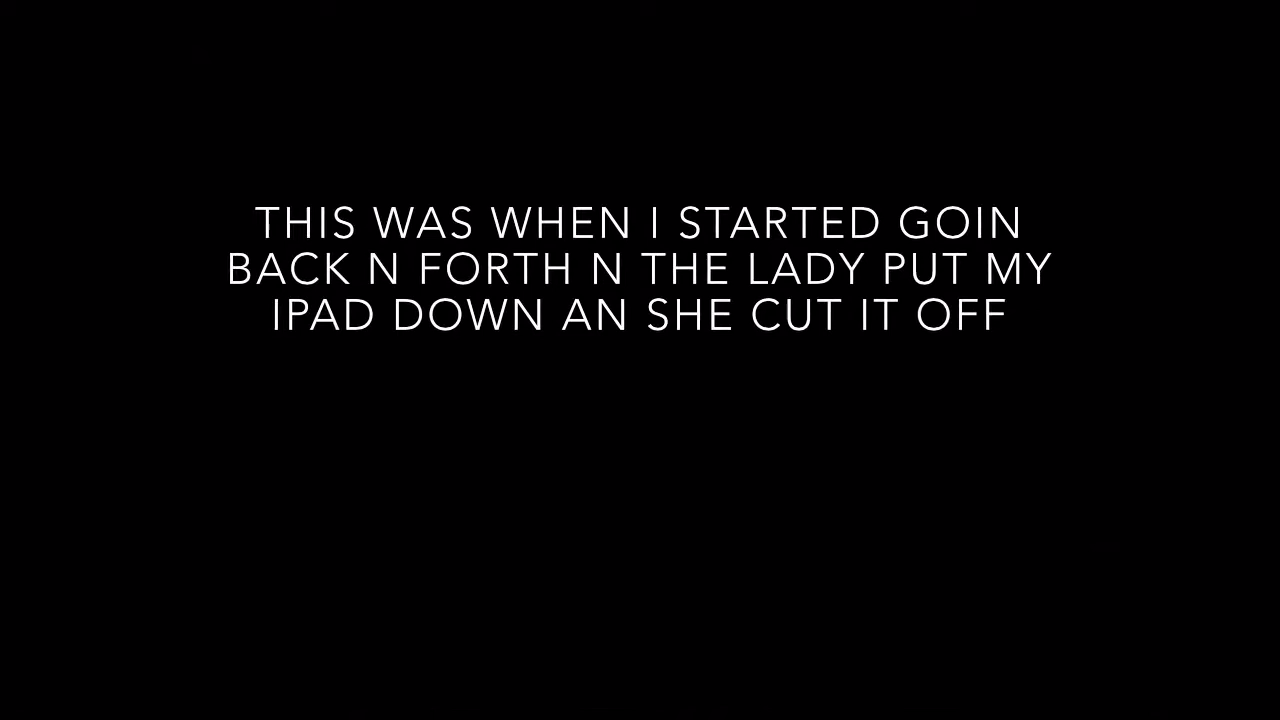 THIS WAS WHEN I STARTED GOIN
BACK N FORTH N THE LADY PUT MY
IPAD DOWN AN SHE CUT IT OFF